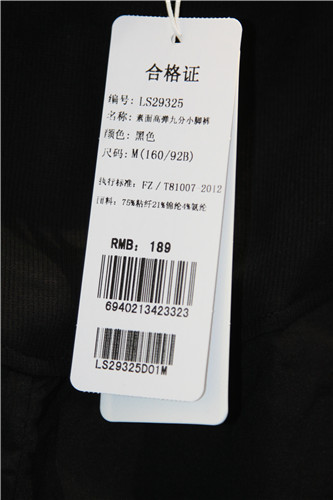 合格证
编号: LS29325
名称: 素面高弹九分小脚裤
颜色: 黑色
尺码: M(160/92B)
执行标准: FZ/T81007-2012
面料: 75%粘纤21%锦纶4%氨纶
RMB: 189
6940213423323
LS29325D01M